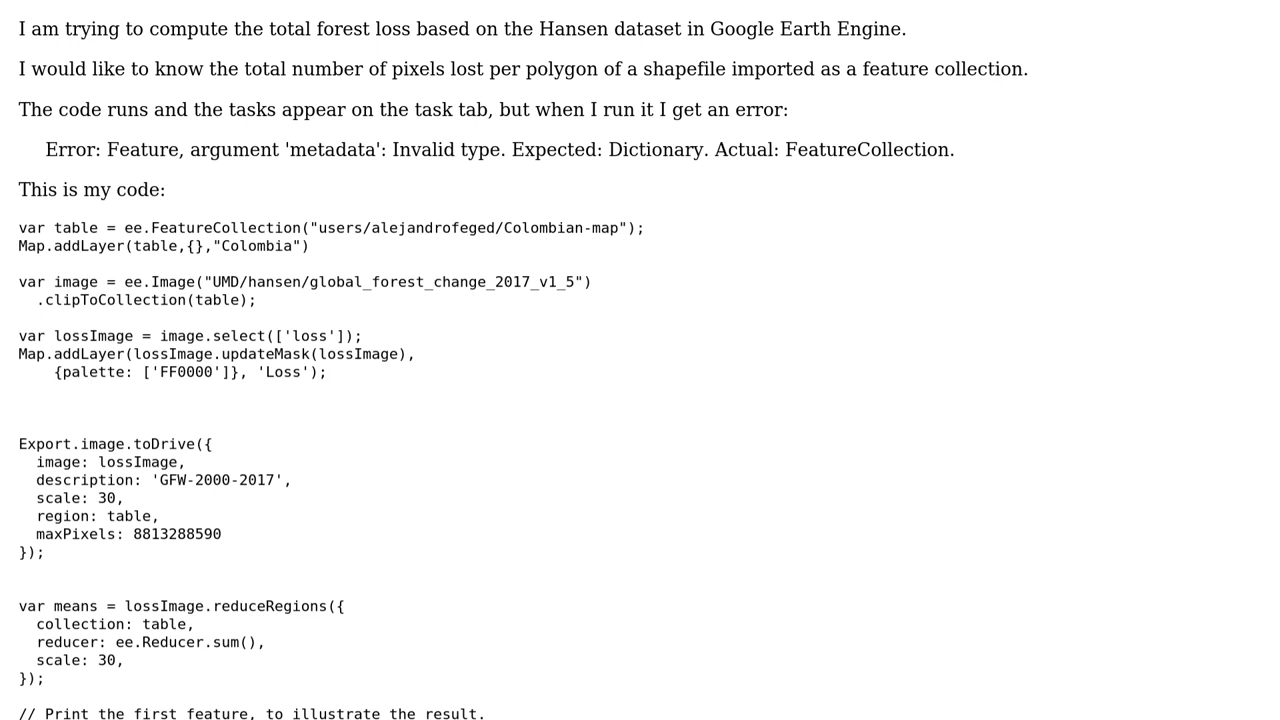 I am trying to compute the total forest loss based on the Hansen dataset in Google Earth Engine.
I would like to know the total number of pixels lost per polygon of a shapefile imported as a feature collection.
The code runs and the tasks appear on the task tab, but when I run it I get an error:
Error: Feature, argument 'metadata': Invalid type. Expected: Dictionary. Actual: FeatureCollection.
This is my code:
var table = ee.FeatureCollection("users/alejandrofeged/Colombian-map");
Map.addLayer(table,{},"Colombia")
var image = ee.Image("UMD/hansen/global_forest_change_2017_v1_5")
  .clipToCollection(table);
var lossImage = image.select(['loss']);
Map.addLayer(lossImage.updateMask(lossImage),
    {palette: ['FF0000']}, 'Loss');
Export.image.toDrive({
  image: lossImage,
  description: 'GFW-2000-2017',
  scale: 30,
  region: table,
  maxPixels: 8813288590
});
var means = lossImage.reduceRegions({
  collection: table,
  reducer: ee.Reducer.sum(),
  scale: 30,
});
// Print the first feature, to illustrate the result.